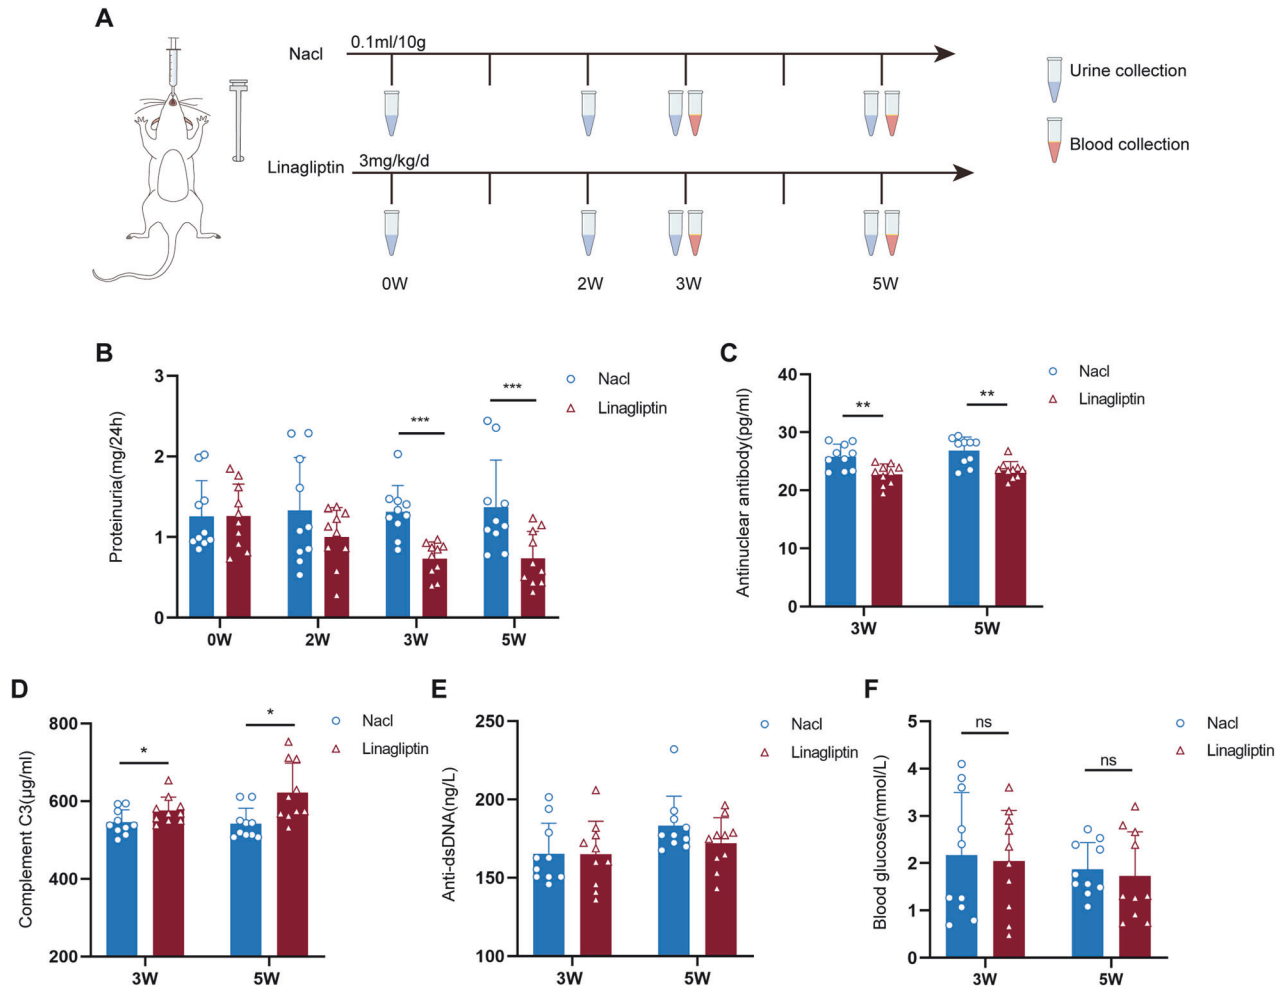 A
Nacl
0.1ml/10g
Urine collection
Blood collection
Linagliptin
3mg/kg/d
0W 2W 3W 5W
B
Proteinuria(mg/24h)
3
2
1
0
***
***
Nacl
Linagliptin
0W 2W 3W 5W
C
Antinuclear antibody(pg/ml)
40
30
20
10
0
**
**
Nacl
Linagliptin
3W 5W
D
Complement C3(μg/ml)
800
600
400
200
*
*
Nacl
Linagliptin
3W 5W
E
Anti-dsDNA(ng/L)
250
200
150
100
Nacl
Linagliptin
3W 5W
F
Blood glucose(mmol/L)
5
4
3
2
1
0
ns
ns
Nacl
Linagliptin
3W 5W